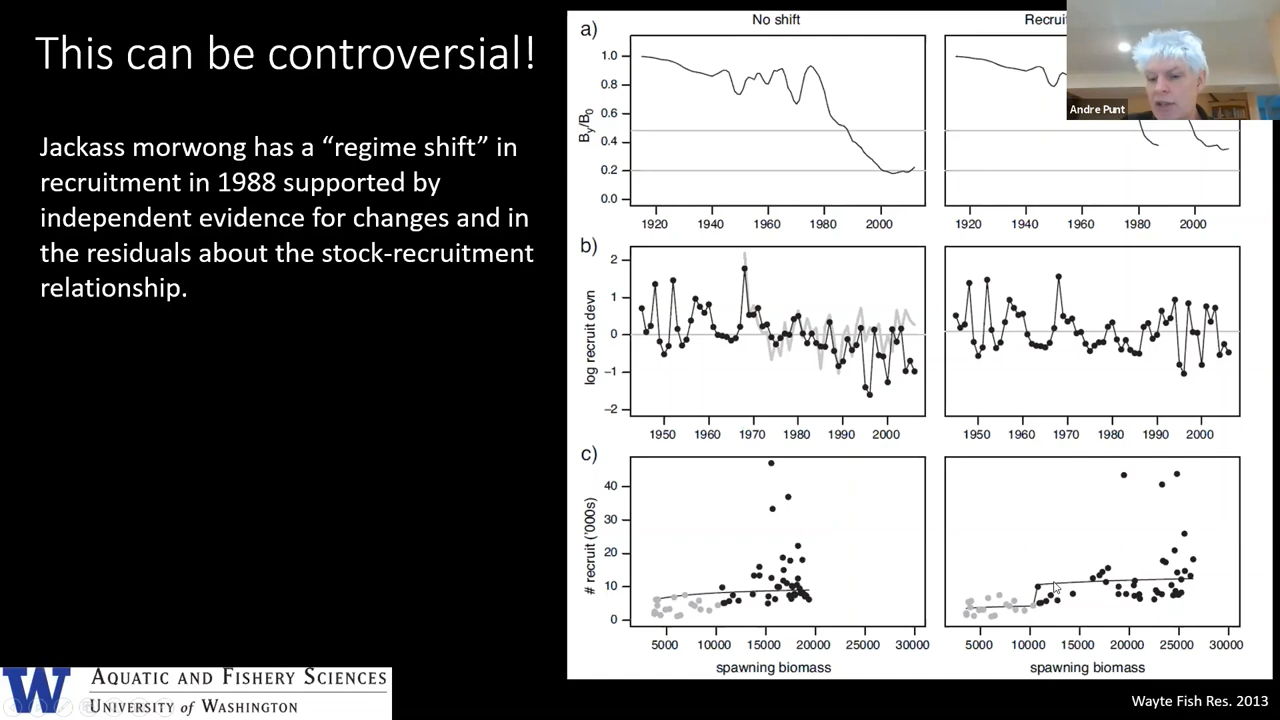 This can be controversial!
Jackass morwong has a “regime shift” in
recruitment in 1988 supported by
independent evidence for changes and in
the residuals about the stock-recruitment
relationship.
a)
No shift
Recrui
Andre Punt
By/B0
1.0
0.8
0.6
0.4
0.2
0.0
1920 1940 1960 1980 2000
1920 1940 1960 1980 2000
b)
log recruit devn
2
1
0
−1
−2
1950 1960 1970 1980 1990 2000
1950 1960 1970 1980 1990 2000
c)
# recruit ('000s)
40
30
20
10
0
5000 10000 15000 20000 25000 30000
5000 10000 15000 20000 25000 30000
spawning biomass
spawning biomass
W
AQUATIC AND FISHERY SCIENCES
UNIVERSITY of WASHINGTON
Wayte Fish Res. 2013